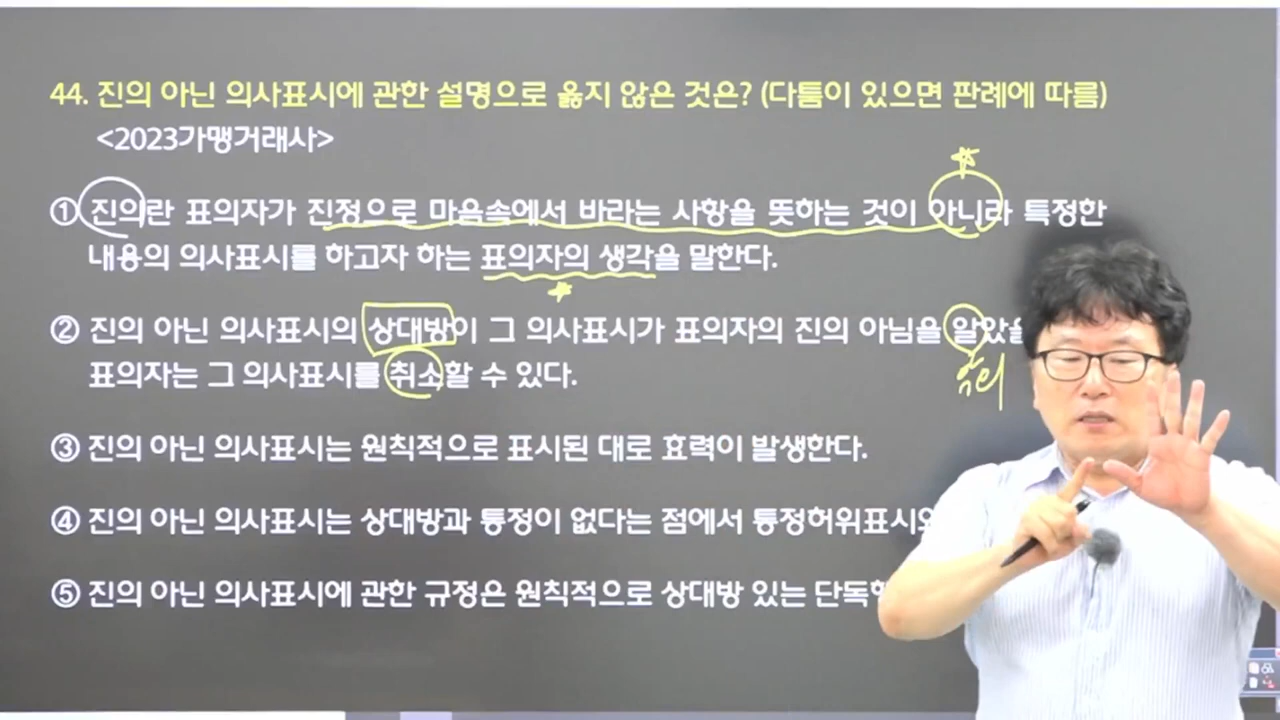 44. 진의 아닌 의사표시에 관한 설명으로 옳지 않은 것은? (다툼이 있으면 판례에 따름)
<2023가맹거래사>
① 진의란 표의자가 진정으로 마음속에서 바라는 사항을 뜻하는 것이 아니라 특정한
내용의 의사표시를 하고자 하는 표의자의 생각을 말한다.
② 진의 아닌 의사표시의 상대방이 그 의사표시가 표의자의 진의 아님을 알았을
표의자는 그 의사표시를 취소할 수 있다.
③ 진의 아닌 의사표시는 원칙적으로 표시된 대로 효력이 발생한다.
④ 진의 아닌 의사표시는 상대방과 통정이 없다는 점에서 통정허위표시와
⑤ 진의 아닌 의사표시에 관한 규정은 원칙적으로 상대방 있는 단독